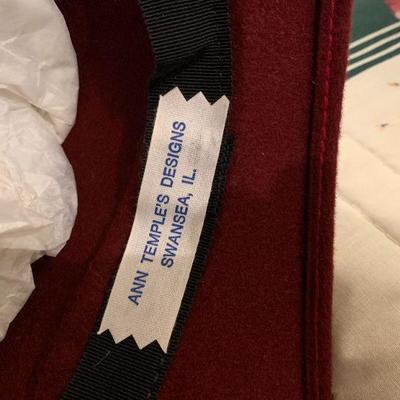 ANN TEMPLE'S DESIGNS
SWANSEA, IL.